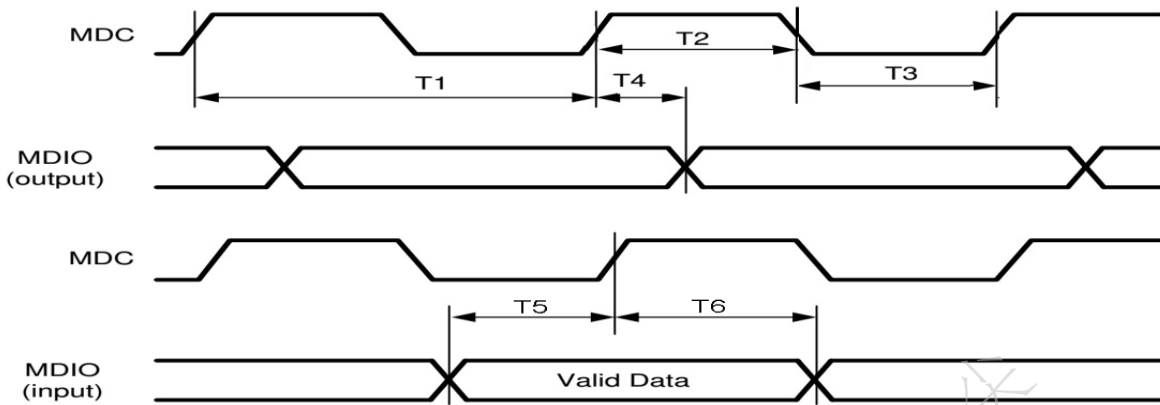 MDC
T2
T3
T1
T4
MDIO
(output)
MDC
T5
T6
MDIO
(input)
Valid Data